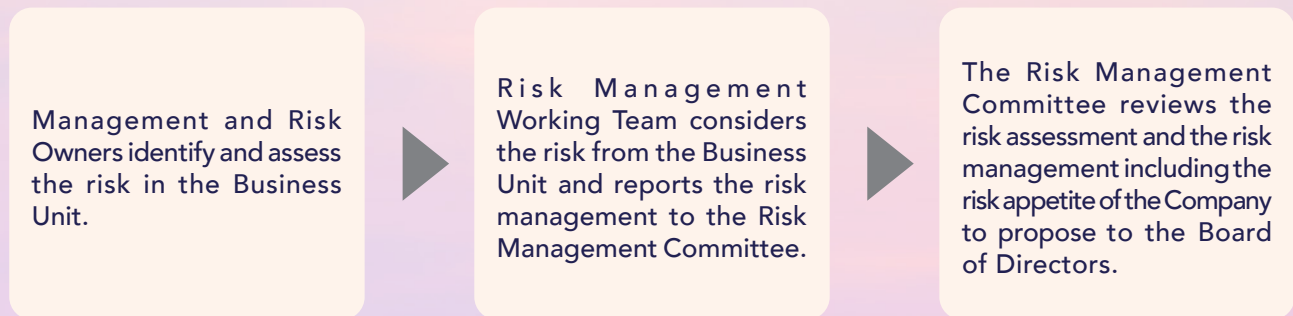 Management and Risk
Owners identify and assess
the risk in the Business
Unit.
Risk Management
Working Team considers
the risk from the Business
Unit and reports the risk
management to the Risk
Management Committee.
The Risk Management
Committee reviews the
risk assessment and the risk
management including the
risk appetite of the Company
to propose to the Board
of Directors.